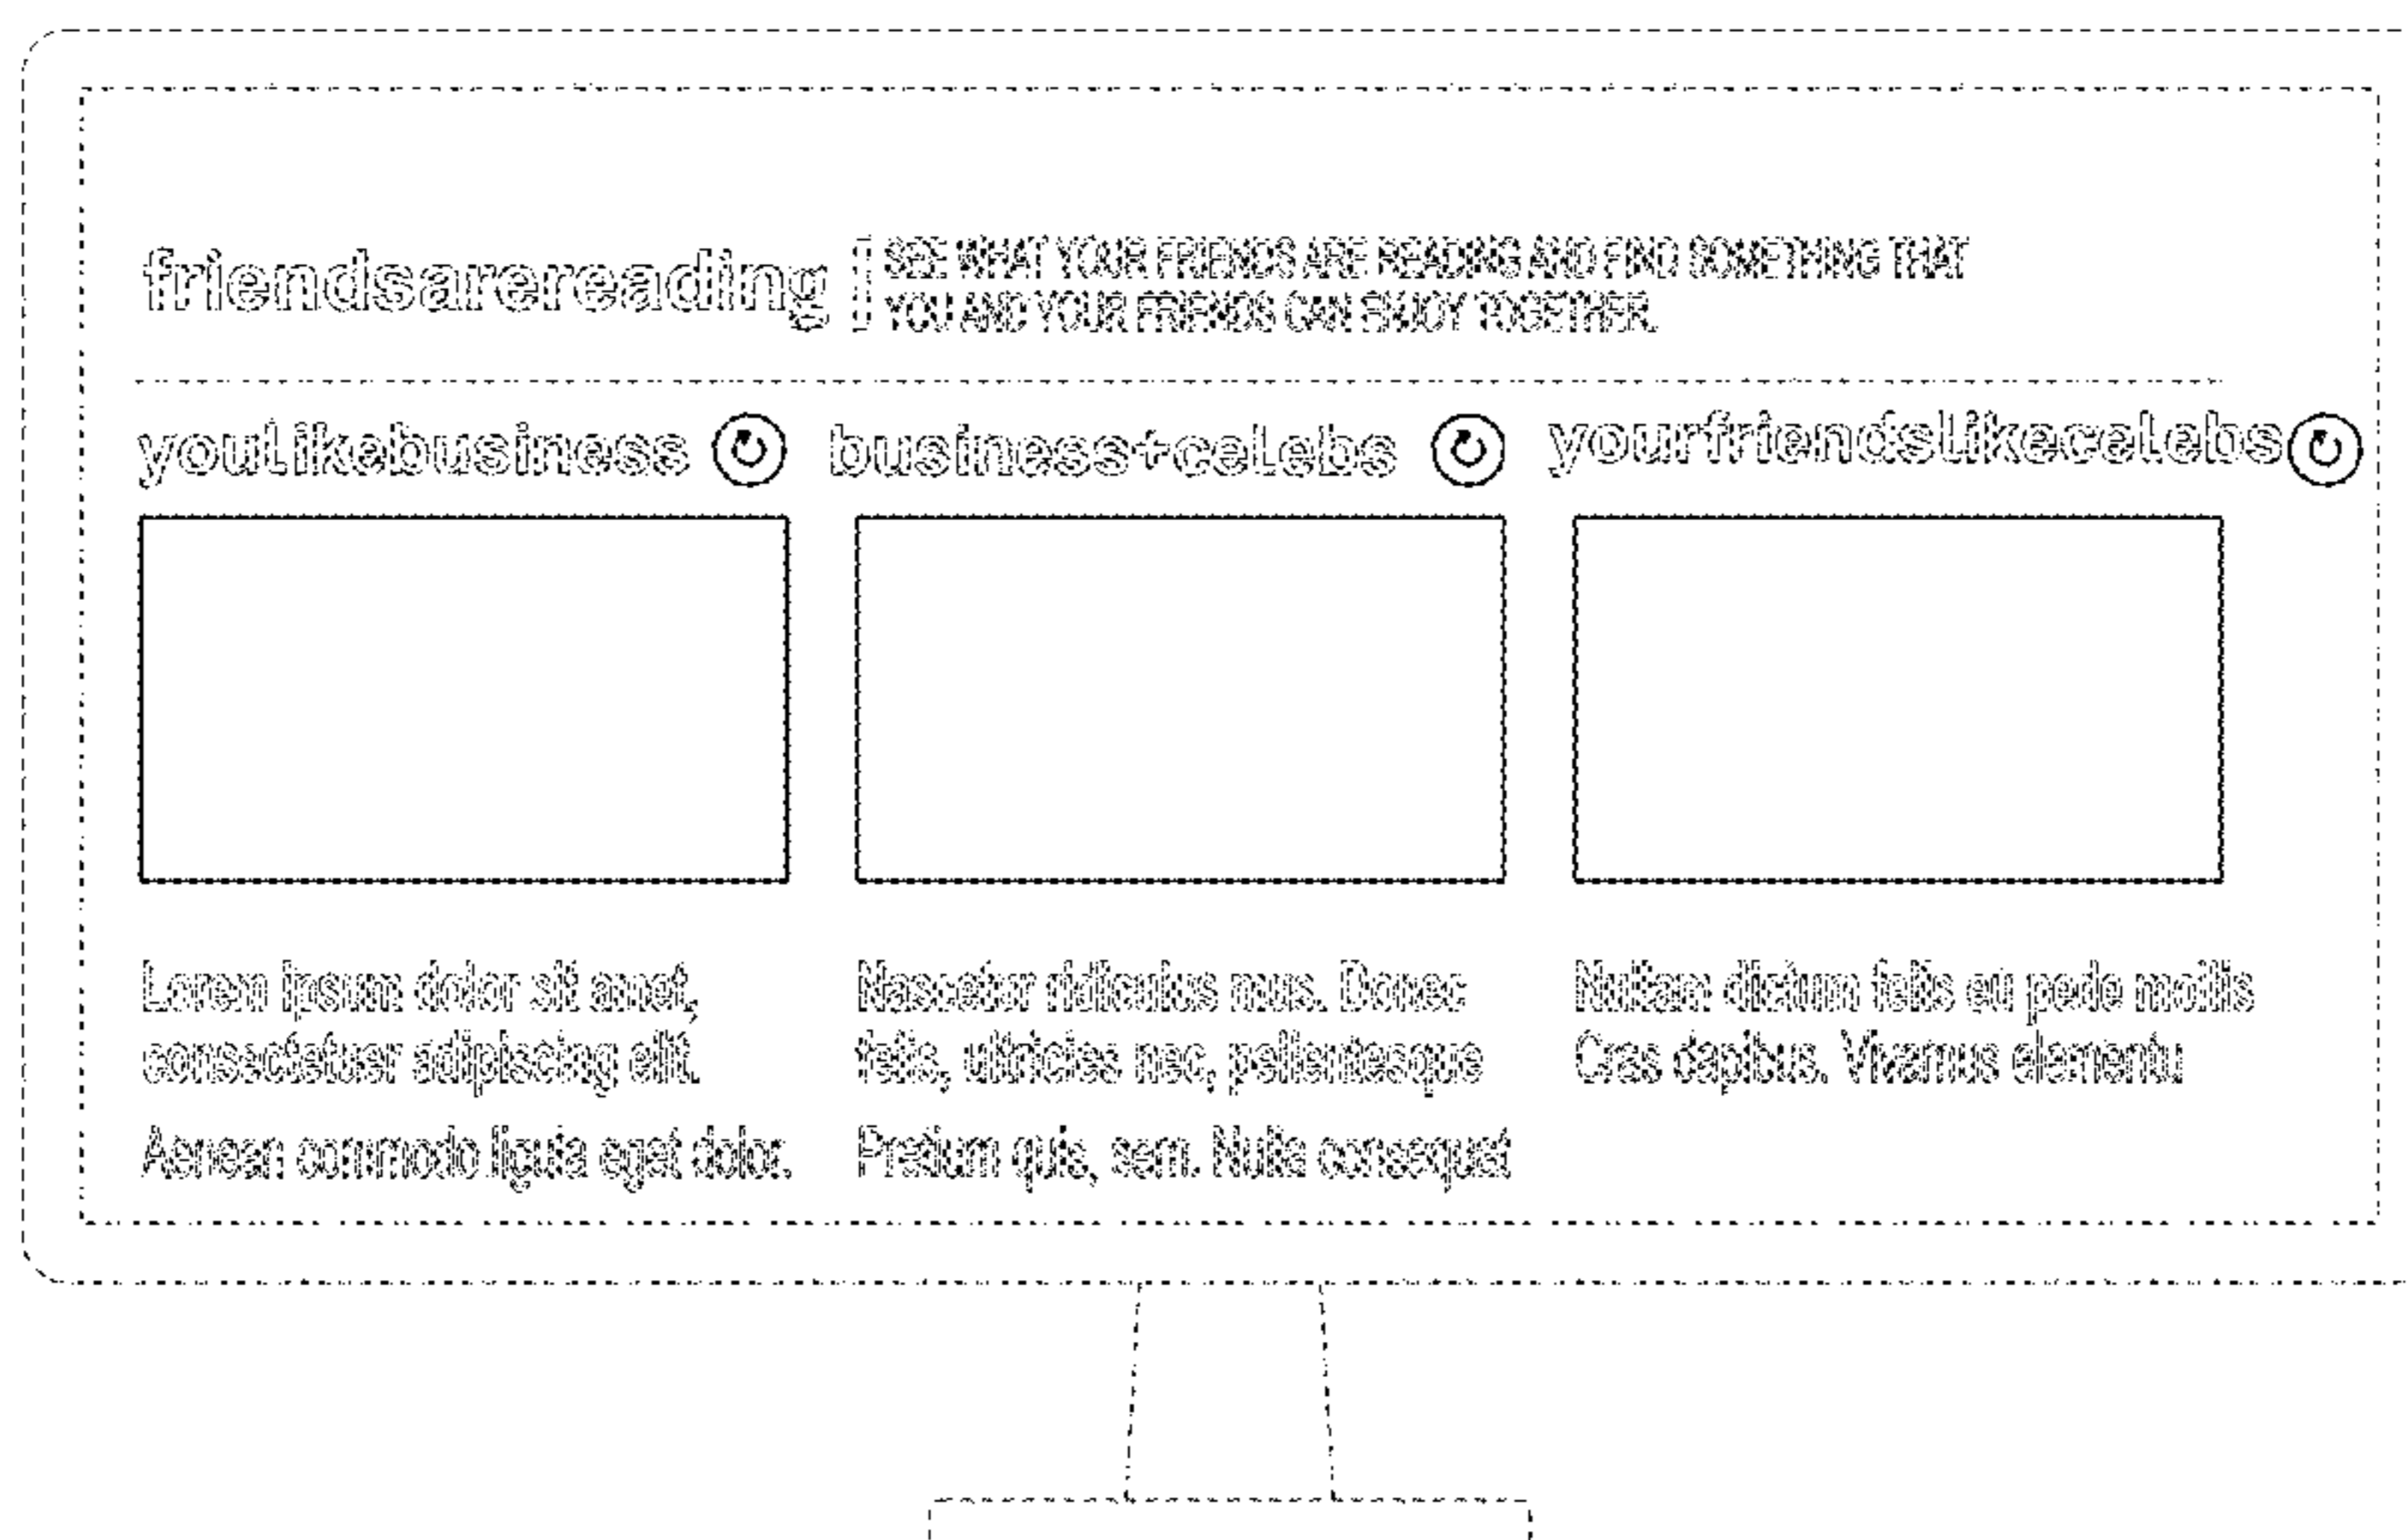 friendsarereading
SEE WHAT YOUR FRIENDS ARE READING AND FIND SOMETHING THAT
YOU AND YOUR FRIENDS CAN ENJOY TOGETHER.
youlikebusiness
business+celebs
yourfriendslikecelebs
Lorem ipsum dolor sit amet,
consectetuer adipiscing elit.
Aenean commodo ligula eget dolor.
Nascetur ridiculus mus. Donec
felis, ultricies nec, pellentesque
Pretium quis, sem. Nulla consequat
Nullam dictum felis eu pede mollis
Cras dapibus. Vivamus elementu